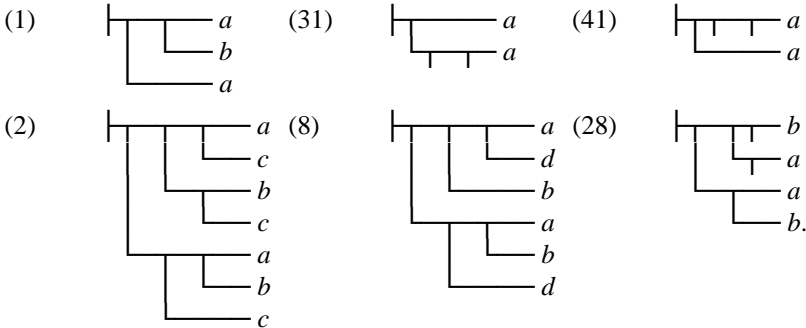 (1) a (31) a (41) a
b a a
a
(2) a (8) a (28) b
c d a
b b a
c a b.
a b
b d
c